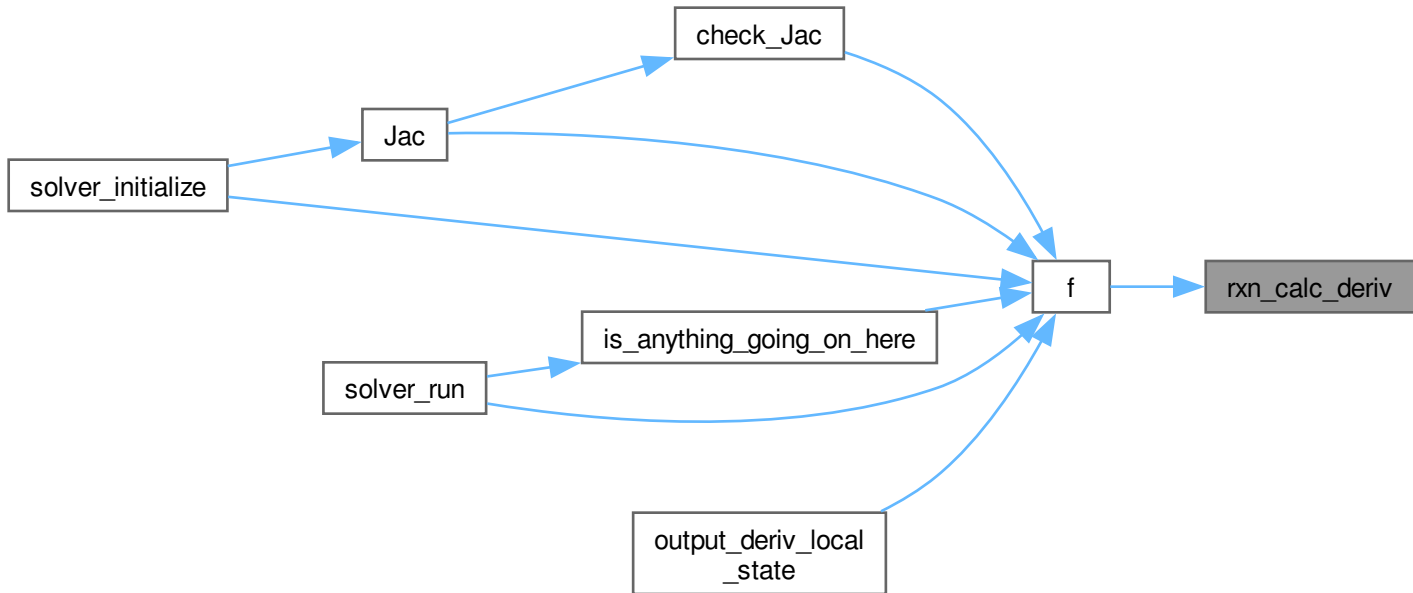 check_Jac
Jac
solver_initialize
f
rxn_calc_deriv
is_anything_going_on_here
solver_run
output_deriv_local
_state